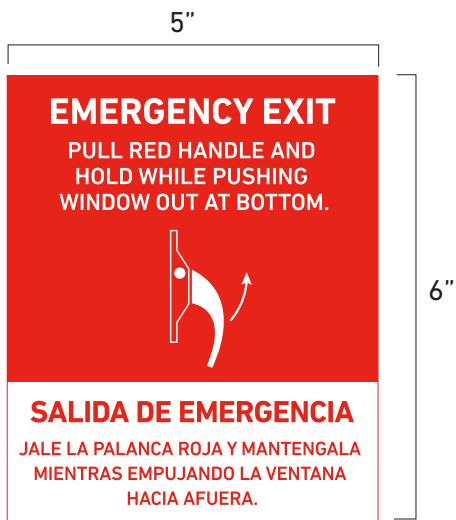 5”
EMERGENCY EXIT
PULL RED HANDLE AND
HOLD WHILE PUSHING
WINDOW OUT AT BOTTOM.
6”
SALIDA DE EMERGENCIA
JALE LA PALANCA ROJA Y MANTENGALA
MIENTRAS EMPUJANDO LA VENTANA
HACIA AFUERA.